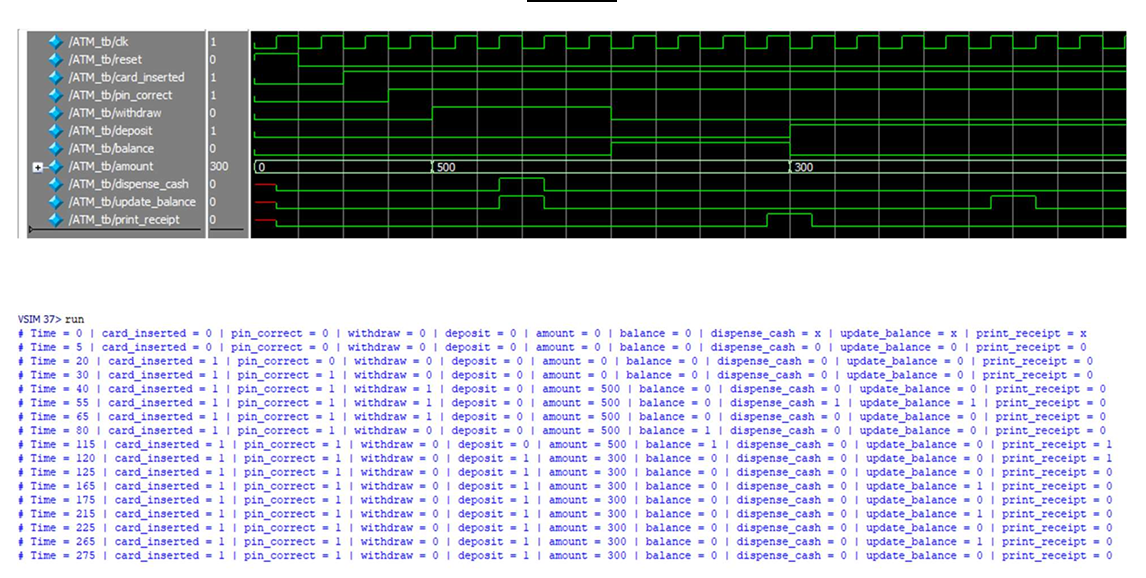 /ATM_tb/clk 1
/ATM_tb/reset 0
/ATM_tb/card_inserted 1
/ATM_tb/pin_correct 1
/ATM_tb/withdraw 0
/ATM_tb/deposit 1
/ATM_tb/balance 0
/ATM_tb/amount 300 0 500 300
/ATM_tb/dispense_cash 0
/ATM_tb/update_balance 0
/ATM_tb/print_receipt 0
VSIM 37> run
# Time = 0 | card_inserted = 0 | pin_correct = 0 | withdraw = 0 | deposit = 0 | amount = 0 | balance = 0 | dispense_cash = x | update_balance = x | print_receipt = x
# Time = 5 | card_inserted = 0 | pin_correct = 0 | withdraw = 0 | deposit = 0 | amount = 0 | balance = 0 | dispense_cash = 0 | update_balance = 0 | print_receipt = 0
# Time = 20 | card_inserted = 1 | pin_correct = 0 | withdraw = 0 | deposit = 0 | amount = 0 | balance = 0 | dispense_cash = 0 | update_balance = 0 | print_receipt = 0
# Time = 30 | card_inserted = 1 | pin_correct = 1 | withdraw = 0 | deposit = 0 | amount = 0 | balance = 0 | dispense_cash = 0 | update_balance = 0 | print_receipt = 0
# Time = 40 | card_inserted = 1 | pin_correct = 1 | withdraw = 1 | deposit = 0 | amount = 500 | balance = 0 | dispense_cash = 0 | update_balance = 0 | print_receipt = 0
# Time = 55 | card_inserted = 1 | pin_correct = 1 | withdraw = 1 | deposit = 0 | amount = 500 | balance = 0 | dispense_cash = 1 | update_balance = 1 | print_receipt = 0
# Time = 65 | card_inserted = 1 | pin_correct = 1 | withdraw = 1 | deposit = 0 | amount = 500 | balance = 0 | dispense_cash = 0 | update_balance = 0 | print_receipt = 0
# Time = 80 | card_inserted = 1 | pin_correct = 1 | withdraw = 0 | deposit = 0 | amount = 500 | balance = 1 | dispense_cash = 0 | update_balance = 0 | print_receipt = 0
# Time = 115 | card_inserted = 1 | pin_correct = 1 | withdraw = 0 | deposit = 0 | amount = 500 | balance = 1 | dispense_cash = 0 | update_balance = 0 | print_receipt = 1
# Time = 120 | card_inserted = 1 | pin_correct = 1 | withdraw = 0 | deposit = 1 | amount = 300 | balance = 0 | dispense_cash = 0 | update_balance = 0 | print_receipt = 1
# Time = 125 | card_inserted = 1 | pin_correct = 1 | withdraw = 0 | deposit = 1 | amount = 300 | balance = 0 | dispense_cash = 0 | update_balance = 0 | print_receipt = 0
# Time = 165 | card_inserted = 1 | pin_correct = 1 | withdraw = 0 | deposit = 1 | amount = 300 | balance = 0 | dispense_cash = 0 | update_balance = 1 | print_receipt = 0
# Time = 175 | card_inserted = 1 | pin_correct = 1 | withdraw = 0 | deposit = 1 | amount = 300 | balance = 0 | dispense_cash = 0 | update_balance = 0 | print_receipt = 0
# Time = 215 | card_inserted = 1 | pin_correct = 1 | withdraw = 0 | deposit = 1 | amount = 300 | balance = 0 | dispense_cash = 0 | update_balance = 1 | print_receipt = 0
# Time = 225 | card_inserted = 1 | pin_correct = 1 | withdraw = 0 | deposit = 1 | amount = 300 | balance = 0 | dispense_cash = 0 | update_balance = 0 | print_receipt = 0
# Time = 265 | card_inserted = 1 | pin_correct = 1 | withdraw = 0 | deposit = 1 | amount = 300 | balance = 0 | dispense_cash = 0 | update_balance = 1 | print_receipt = 0
# Time = 275 | card_inserted = 1 | pin_correct = 1 | withdraw = 0 | deposit = 1 | amount = 300 | balance = 0 | dispense_cash = 0 | update_balance = 0 | print_receipt = 0